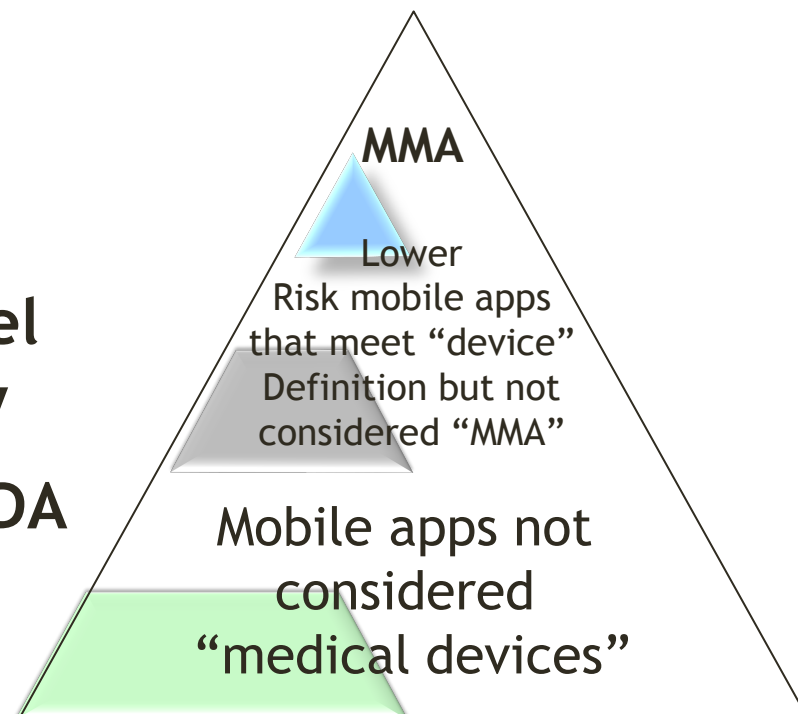 MMA
Lower
Risk mobile apps
that meet “device”
Definition but not
considered “MMA”
Mobile apps not
considered
“medical devices”
el
y
DA